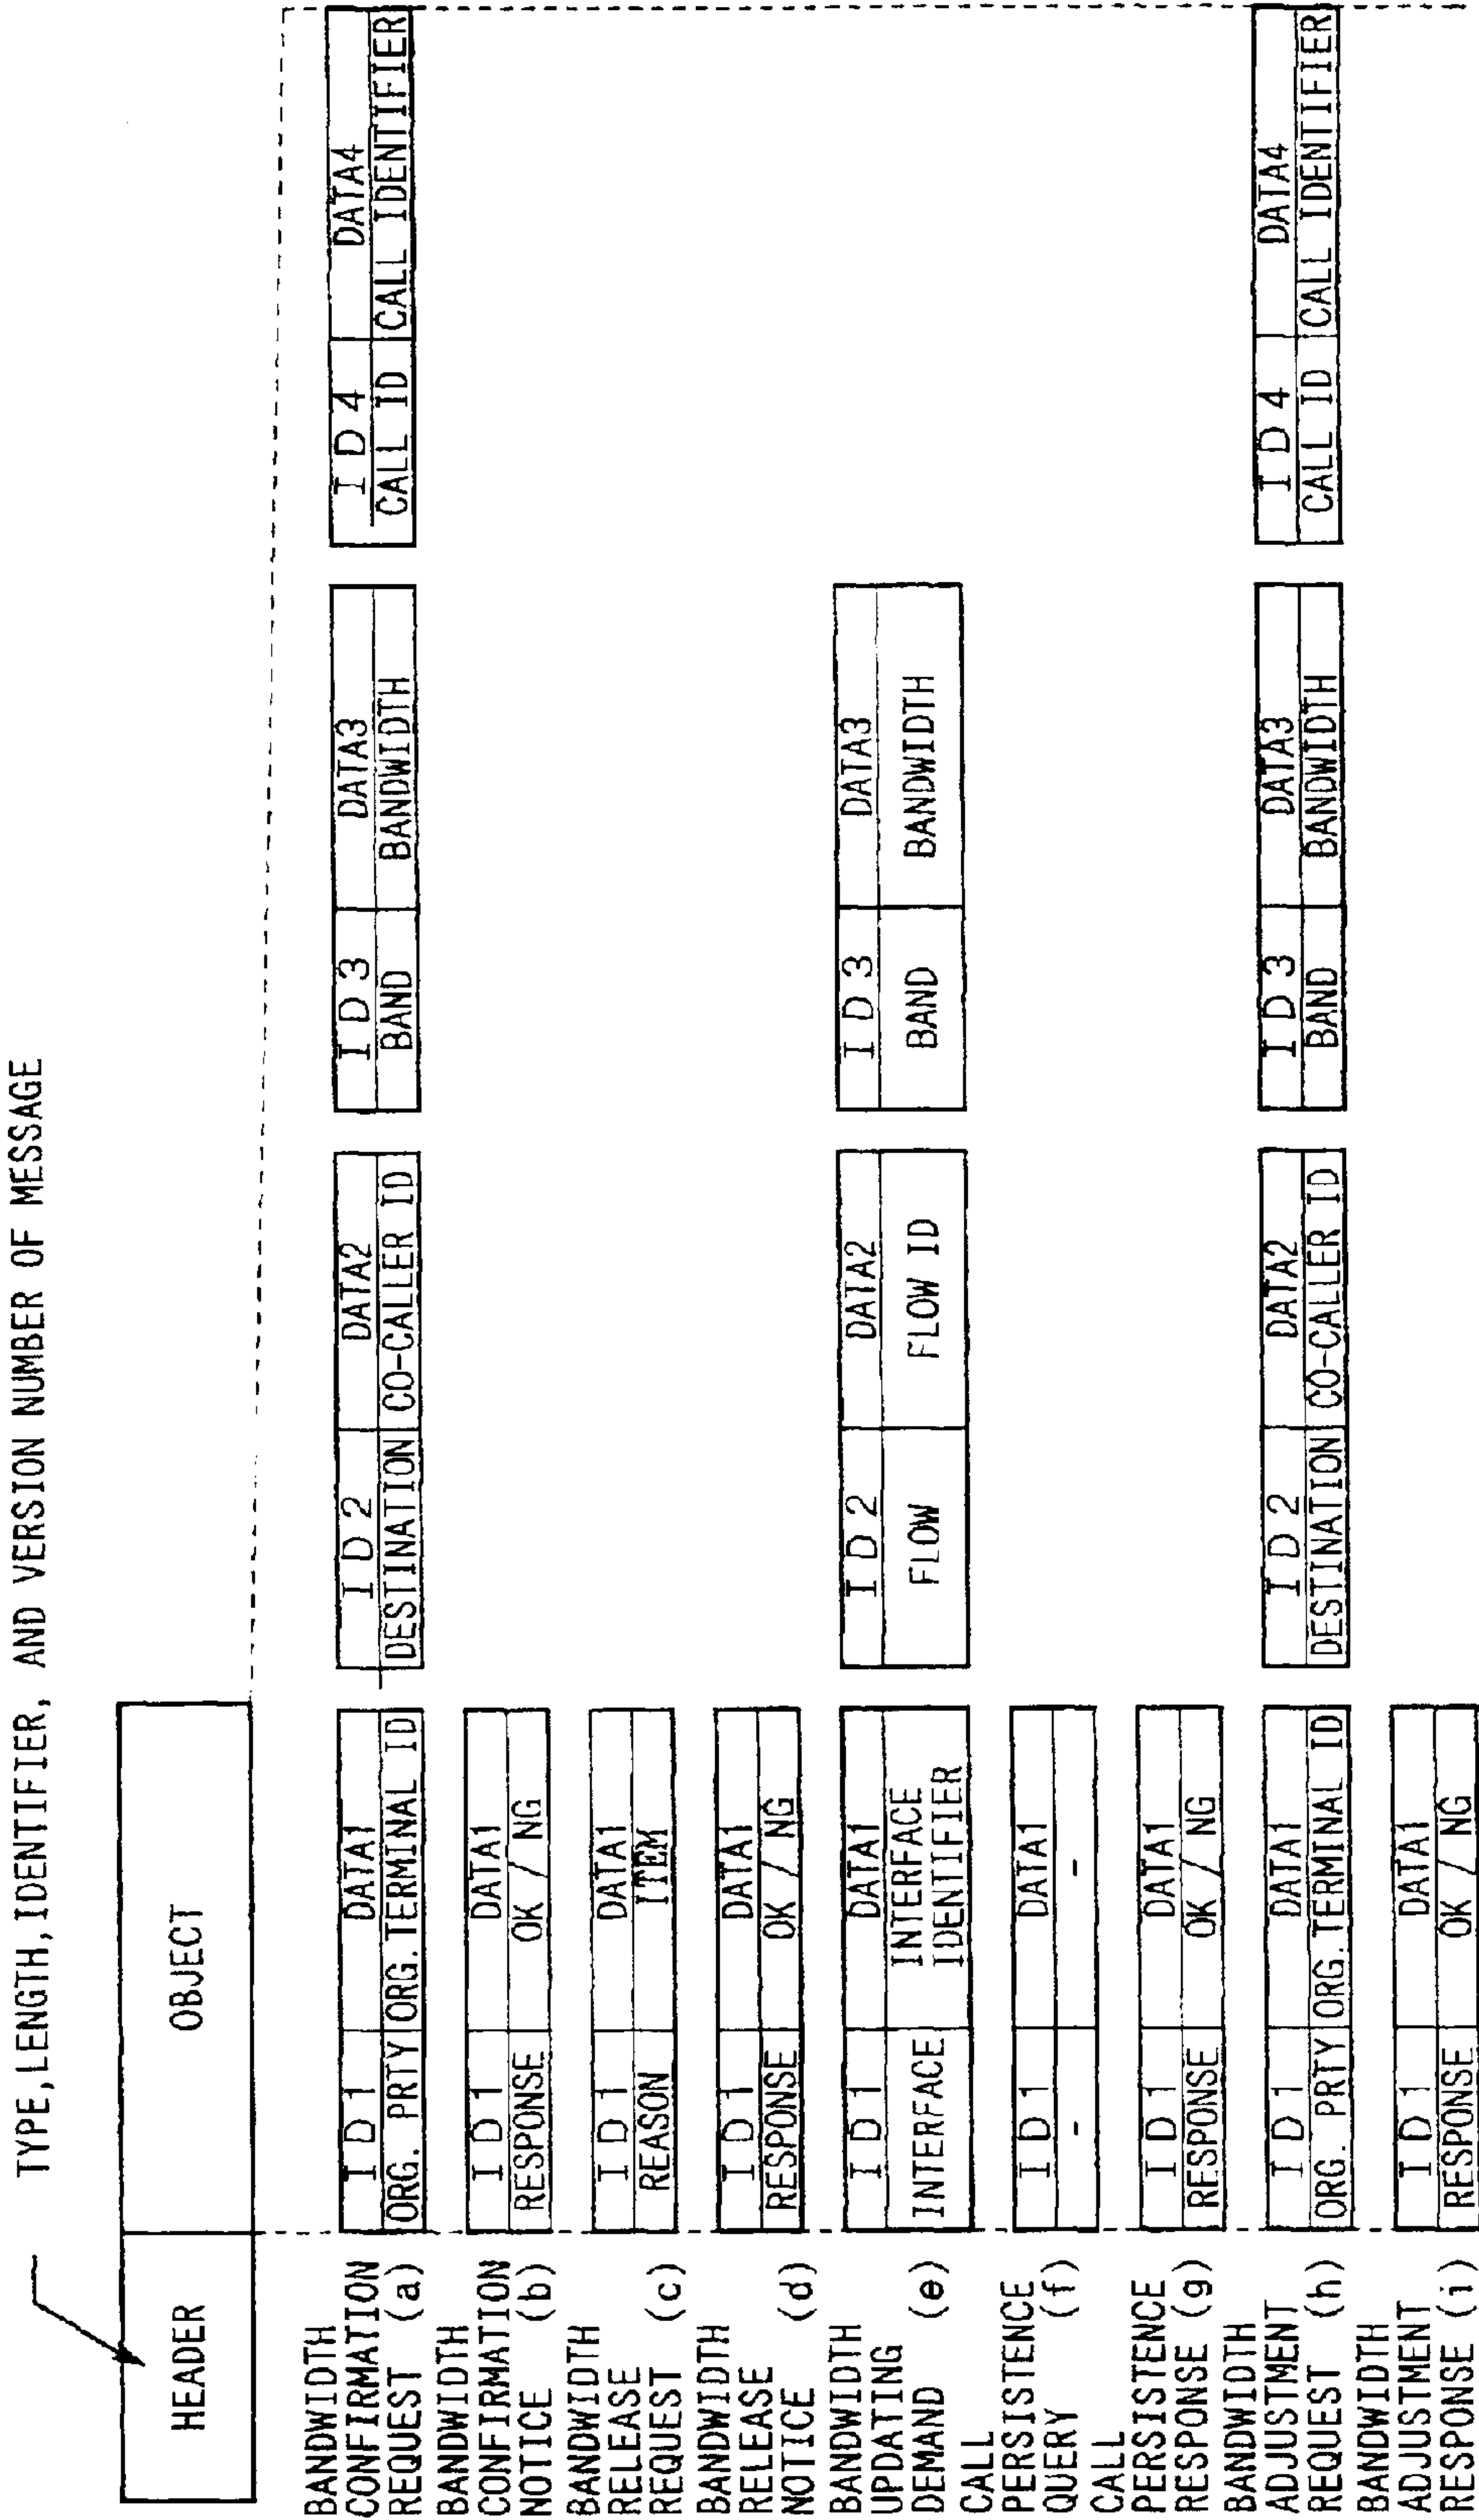 TYPE, LENGTH, IDENTIFIER, AND VERSION NUMBER OF MESSAGE
HEADER OBJECT
BANDWIDTH
CONFIRMATION
REQUEST (a)
ID1 DATA1 ID2 DATA2 ID3 DATA3 ID4 DATA4
ORG. PRTY ORG. TERMINAL ID DESTINATION CO-CALLER ID BAND BANDWIDTH CALL ID CALL IDENTIFIER
BANDWIDTH
CONFIRMATION
NOTICE (b)
ID1 DATA1
RESPONSE OK / NG
BANDWIDTH
RELEASE
REQUEST (c)
ID1 DATA1
REASON ITEM
BANDWIDTH
RELEASE
NOTICE (d)
ID1 DATA1
RESPONSE OK / NG
BANDWIDTH
UPDATING
DEMAND (e)
ID1 DATA1 ID2 DATA2 ID3 DATA3
INTERFACE INTERFACE IDENTIFIER FLOW FLOW ID BAND BANDWIDTH
CALL
PERSISTENCE
QUERY (f)
ID1 DATA1
- -
CALL
PERSISTENCE
RESPONSE (g)
ID1 DATA1
RESPONSE OK / NG
BANDWIDTH
ADJUSTMENT
REQUEST (h)
ID1 DATA1 ID2 DATA2 ID3 DATA3 ID4 DATA4
ORG. PRTY ORG. TERMINAL ID DESTINATION CO-CALLER ID BAND BANDWIDTH CALL ID CALL IDENTIFIER
BANDWIDTH
ADJUSTMENT
RESPONSE (i)
ID1 DATA1
RESPONSE OK / NG